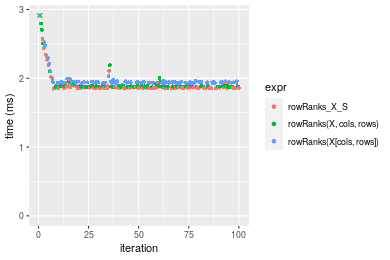 3
2
1
0
time (ms)
0
25
50
75
100
iteration
expr
rowRanks_X_S
rowRanks(X, cols, rows)
rowRanks(X[cols, rows])